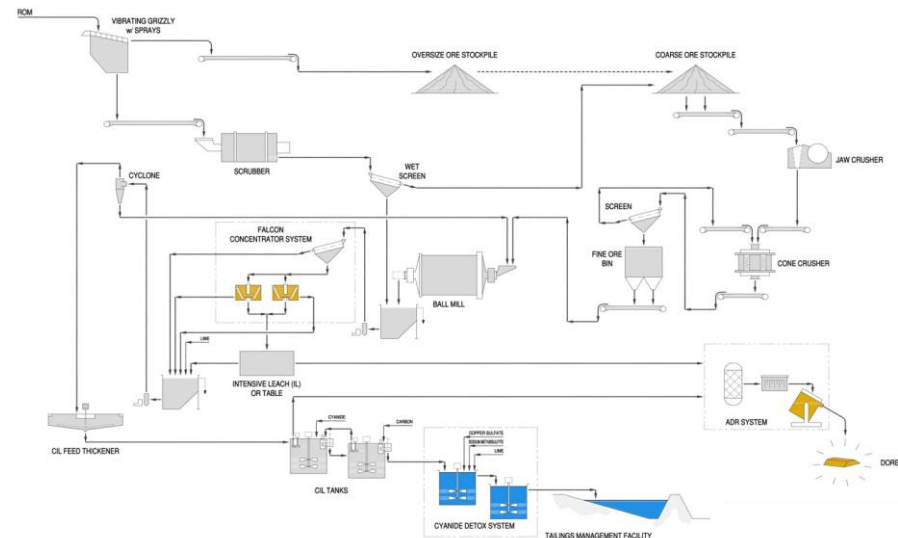 ROM
VIBRATING GRIZZLY
w/ SPRAYS
OVERSIZE ORE STOCKPILE
COARSE ORE STOCKPILE
JAW CRUSHER
SCRUBBER
WET
SCREEN
CYCLONE
SCREEN
FALCON
CONCENTRATOR SYSTEM
FINE ORE
BIN
CONE CRUSHER
BALL MILL
LIME
INTENSIVE LEACH (IL)
OR TABLE
ADR SYSTEM
CYANIDE
CARBON
CIL FEED THICKENER
COPPER SULFATE
SODIUM METABISULFITE
LIME
DORE
CIL TANKS
CYANIDE DETOX SYSTEM
TAILINGS MANAGEMENT FACILITY